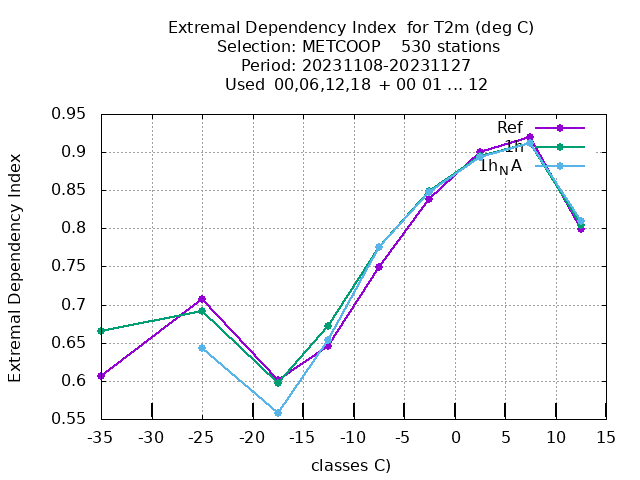 Extremal Dependency Index  for T2m (deg C)
Selection: METCOOP    530 stations
Period: 20231108-20231127
Used  00,06,12,18 + 00 01 ... 12
Extremal Dependency Index
0.95
0.9
0.85
0.8
0.75
0.7
0.65
0.6
0.55
Ref
1h
1h_N A
-35 -30 -25 -20 -15 -10 -5 0 5 10 15
classes C)